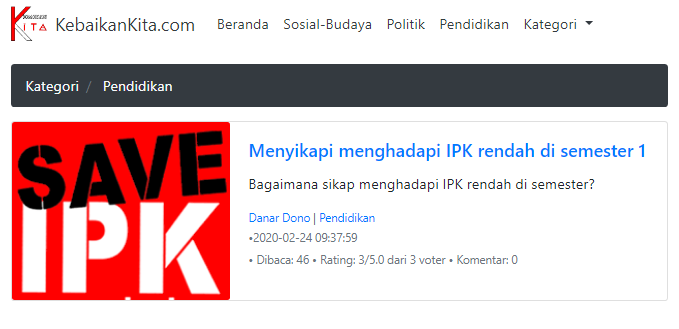 KITA
KebaikanKita.com Beranda Sosial-Budaya Politik Pendidikan Kategori
Kategori / Pendidikan
SAVE
IPK
Menyikapi menghadapi IPK rendah di semester 1
Bagaimana sikap menghadapi IPK rendah di semester?
Danar Dono | Pendidikan
•2020-02-24 09:37:59
• Dibaca: 46 • Rating: 3/5.0 dari 3 voter • Komentar: 0